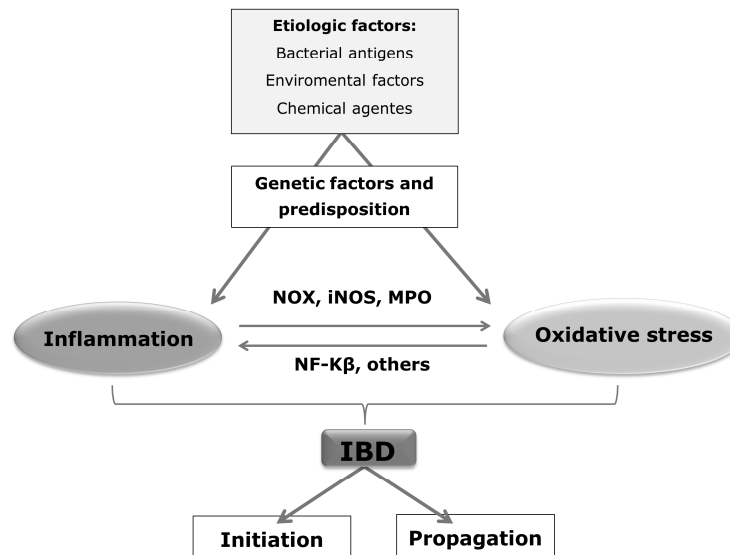 Etiologic factors:
Bacterial antigens
Enviromental factors
Chemical agentes
Genetic factors and
predisposition
NOX, iNOS, MPO
Inflammation
Oxidative stress
NF-Kβ, others
IBD
Initiation
Propagation